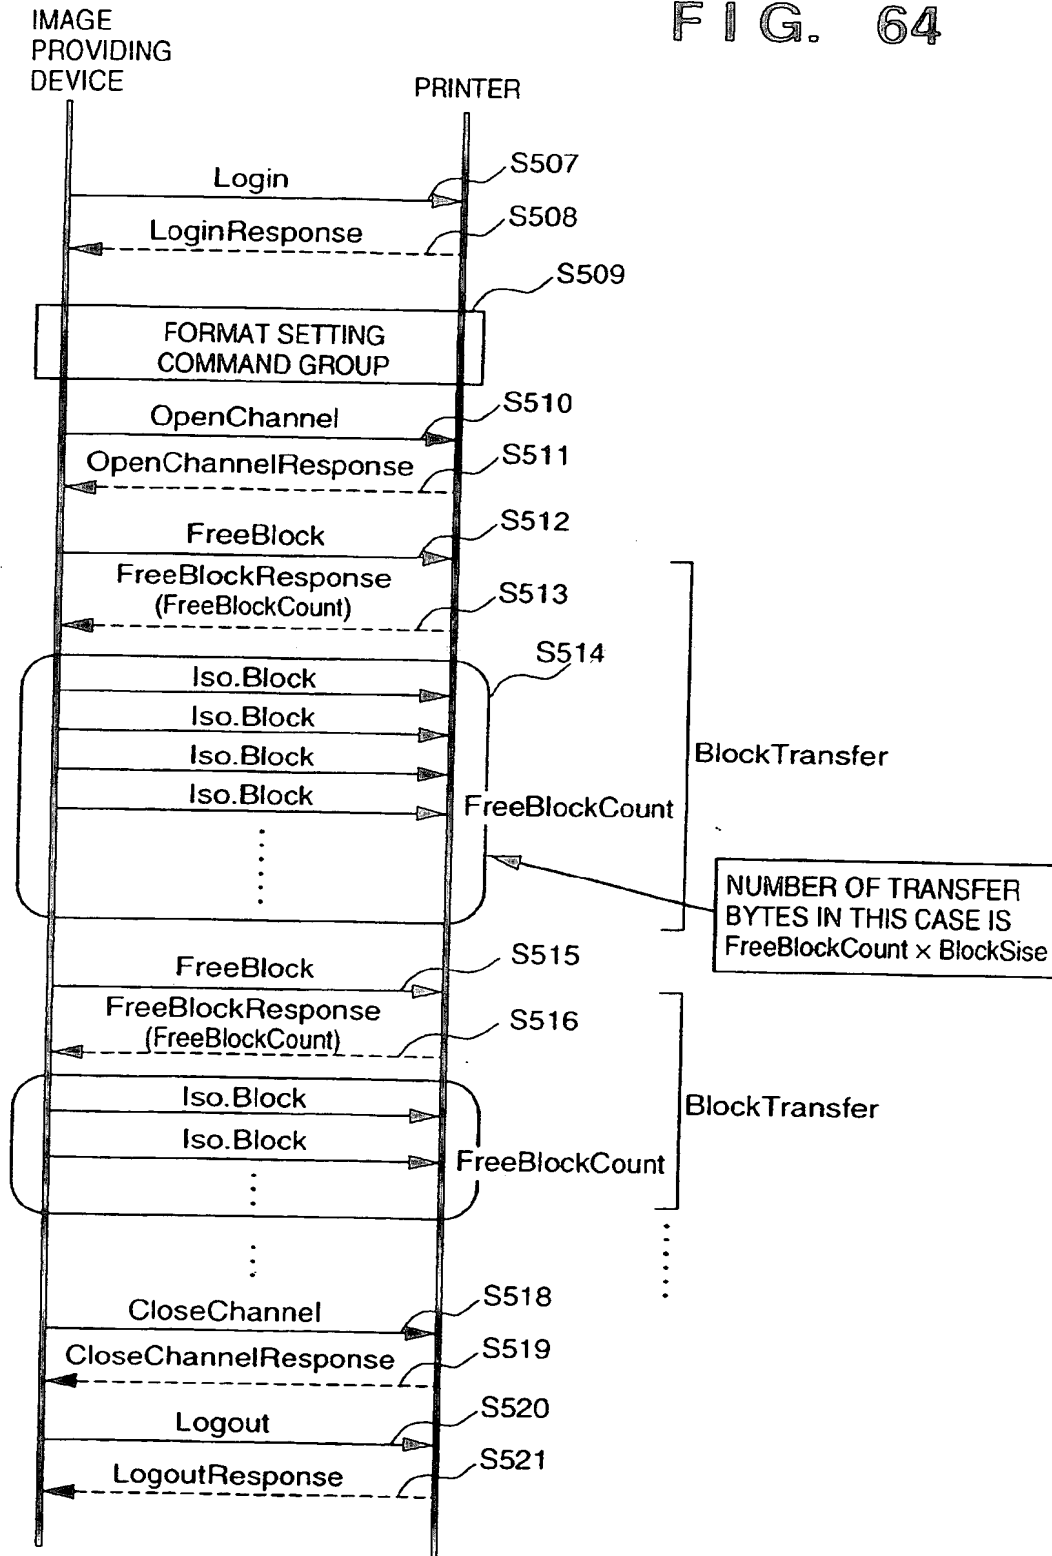 FIG. 64
IMAGE
PROVIDING
DEVICE
PRINTER
Login
S507
LoginResponse
S508
S509
FORMAT SETTING
COMMAND GROUP
OpenChannel
S510
OpenChannelResponse
S511
FreeBlock
S512
FreeBlockResponse
(FreeBlockCount)
S513
S514
Iso.Block
Iso.Block
Iso.Block
Iso.Block
FreeBlockCount
BlockTransfer
NUMBER OF TRANSFER
BYTES IN THIS CASE IS
FreeBlockCount × BlockSise
FreeBlock
S515
FreeBlockResponse
(FreeBlockCount)
S516
Iso.Block
Iso.Block
FreeBlockCount
BlockTransfer
CloseChannel
S518
CloseChannelResponse
S519
Logout
S520
LogoutResponse
S521